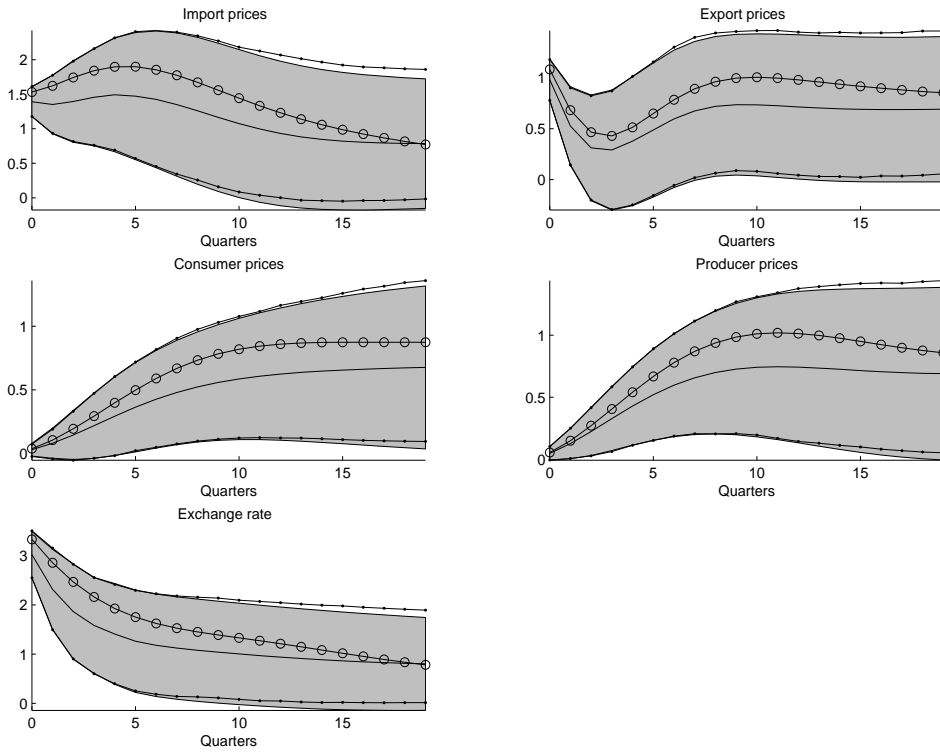 Import prices
2
1.5
1
0.5
0
0 5 10 15
Quarters
Export prices
1
0.5
0
0 5 10 15
Quarters
Consumer prices
1
0.5
0
0 5 10 15
Quarters
Producer prices
1
0.5
0
0 5 10 15
Quarters
Exchange rate
3
2
1
0
0 5 10 15
Quarters